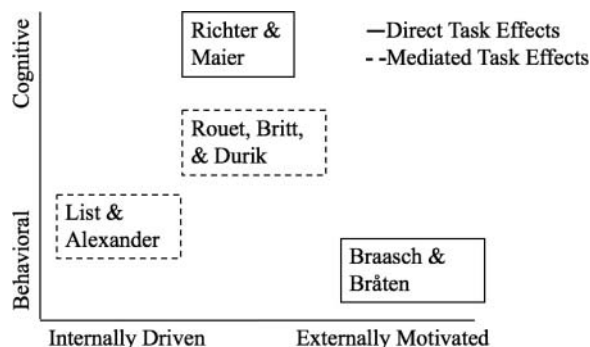 Cognitive
Behavioral
Richter &
Maier
—Direct Task Effects
--Mediated Task Effects
Rouet, Britt,
& Durik
List &
Alexander
Braasch &
Bråten
Internally Driven
Externally Motivated